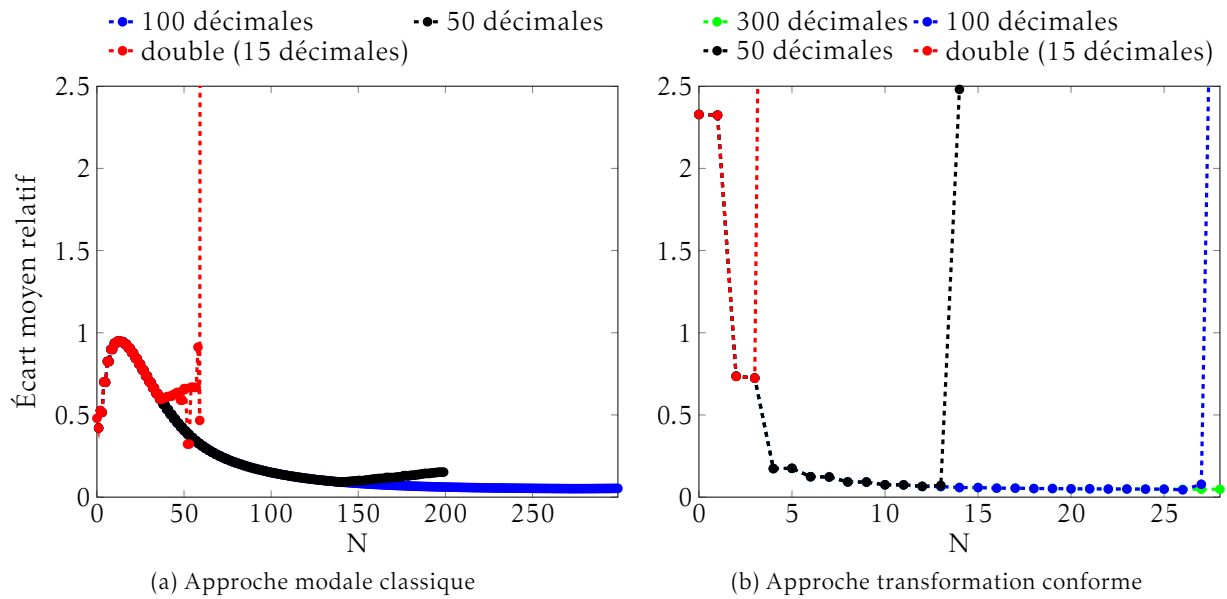 100 décimales
50 décimales
double (15 décimales)
2.5
2
1.5
1
0.5
0
Écart moyen relatif
0 50 100 150 200 250
N
(a) Approche modale classique
300 décimales
100 décimales
50 décimales
double (15 décimales)
2.5
2
1.5
1
0.5
0
0 5 10 15 20 25
N
(b) Approche transformation conforme